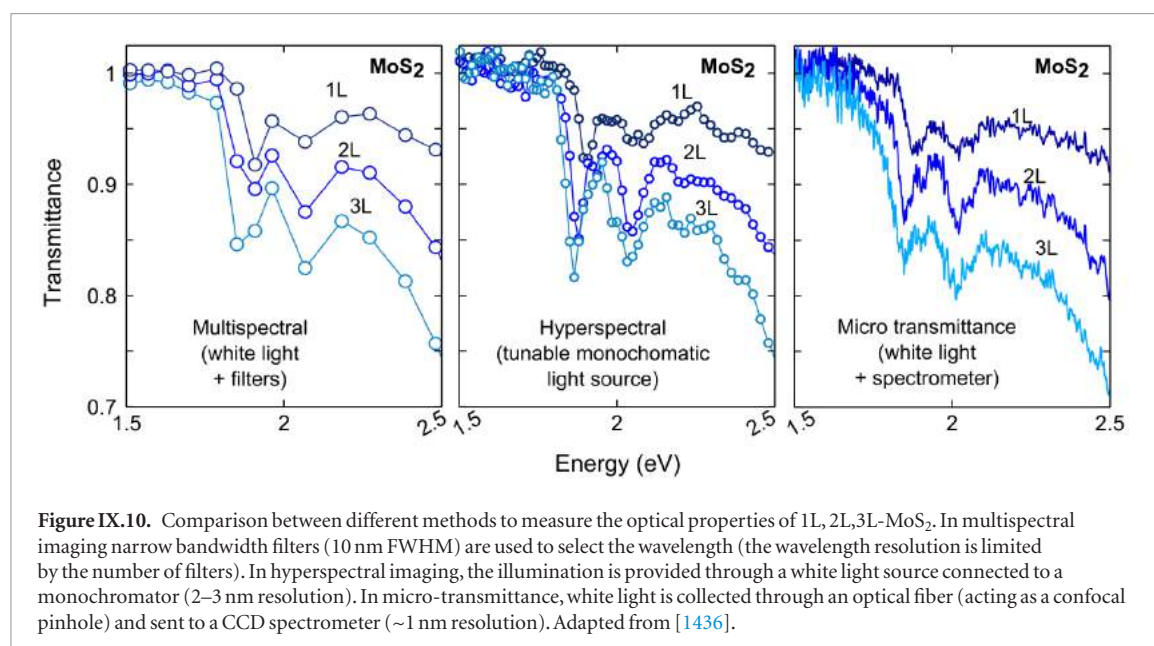 MoS₂
MoS₂
MoS₂
1
0.9
0.8
0.7
Transmittance
1L
2L
3L
Multispectral
(white light
+ filters)
1.5
2
2.5
1L
2L
3L
Hyperspectral
(tunable monochomatic
light source)
1.5
2
2.5
1L
2L
3L
Micro transmittance
(white light
+ spectrometer)
1.5
2
2.5
Energy (eV)
Figure IX.10. Comparison between different methods to measure the optical properties of 1L, 2L,3L-MoS₂. In multispectral
imaging narrow bandwidth filters (10 nm FWHM) are used to select the wavelength (the wavelength resolution is limited
by the number of filters). In hyperspectral imaging, the illumination is provided through a white light source connected to a
monochromator (2–3 nm resolution). In micro-transmittance, white light is collected through an optical fiber (acting as a confocal
pinhole) and sent to a CCD spectrometer (~1 nm resolution). Adapted from [1436].